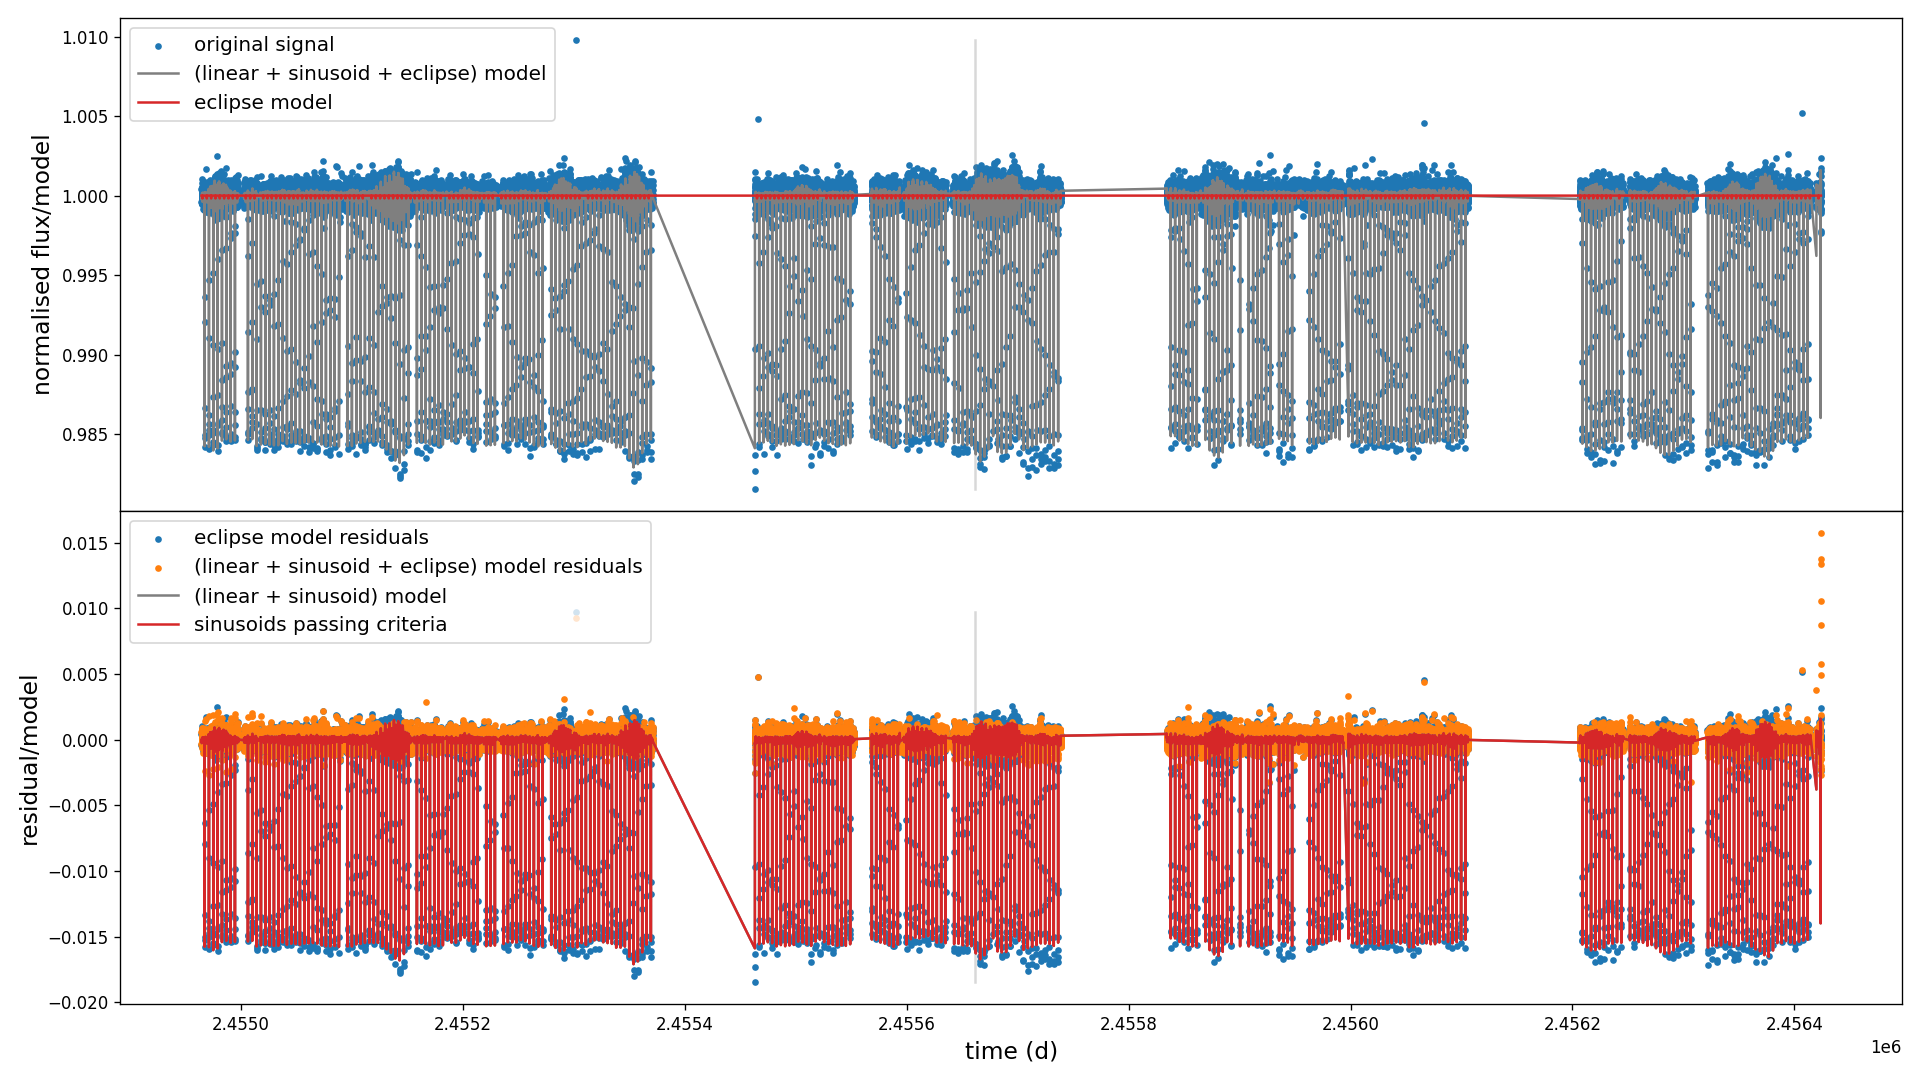 original signal
(linear + sinusoid + eclipse) model
eclipse model
1.010
1.005
1.000
0.995
0.990
0.985
normalised flux/model
eclipse model residuals
(linear + sinusoid + eclipse) model residuals
(linear + sinusoid) model
sinusoids passing criteria
0.015
0.010
0.005
0.000
−0.005
−0.010
−0.015
−0.020
residual/model
2.4550 2.4552 2.4554 2.4556 2.4558 2.4560 2.4562 2.4564
time (d)
1e6